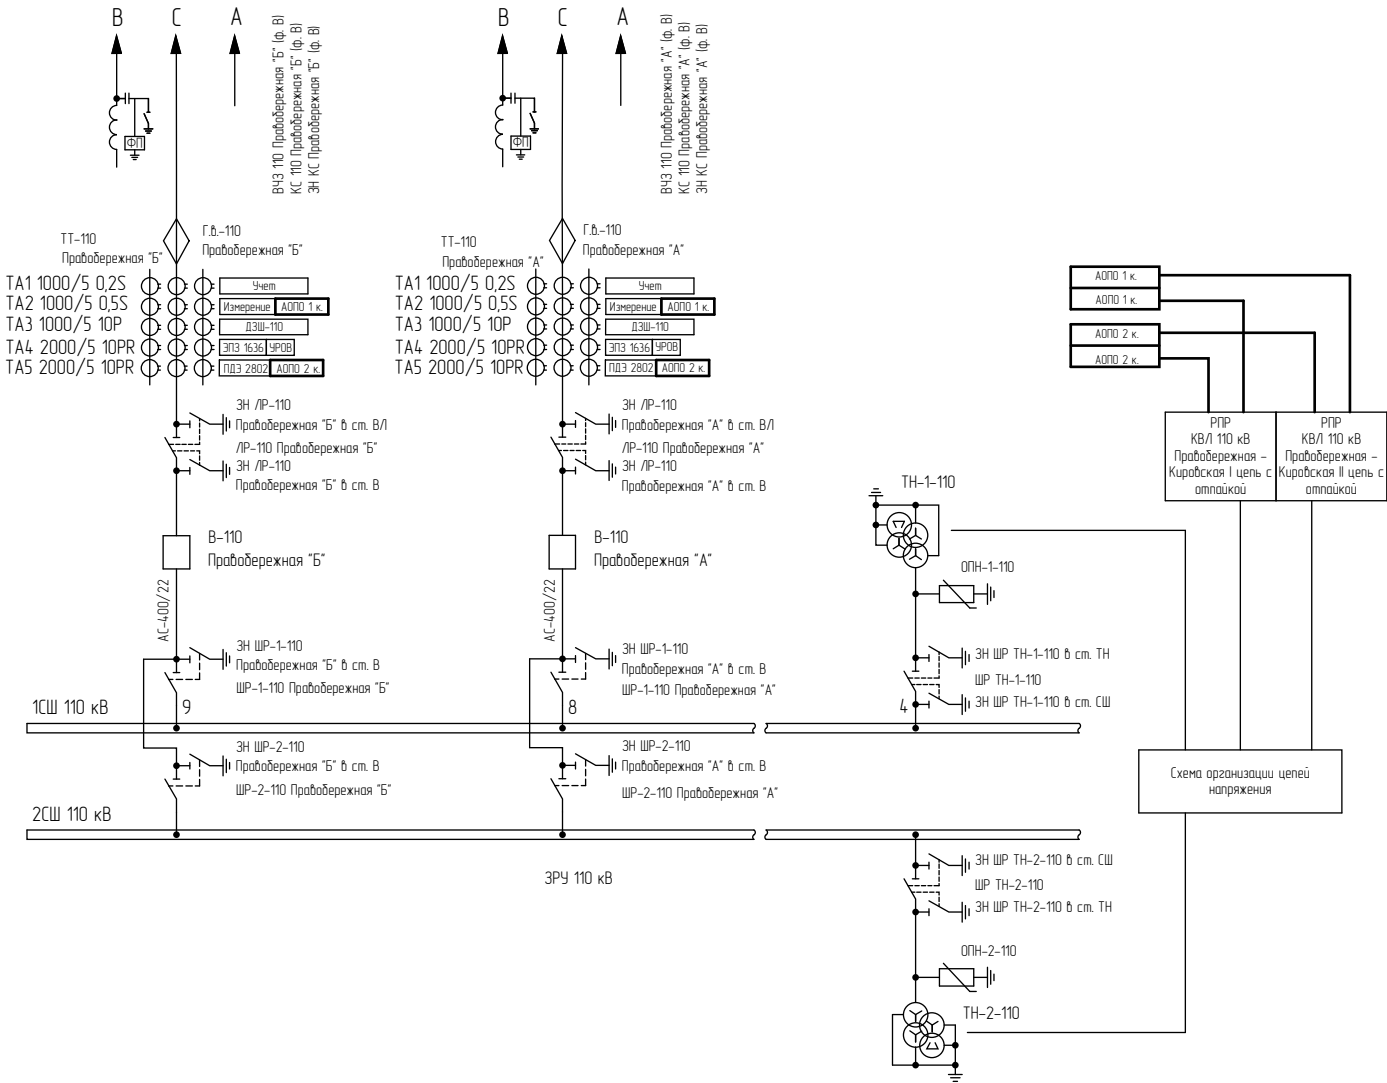 B
C
A
ВЧЗ 110 Правобережная "Б" (ф. В)
КС 110 Правобережная "Б" (ф. В)
ЗН КС Правобережная "Б" (ф. В)
ФП
ТТ-110
Правобережная "Б"
Г.в.-110
Правобережная "Б"
ТА1 1000/5 0,2S
ТА2 1000/5 0,5S
ТА3 1000/5 10Р
ТА4 2000/5 10PR
ТА5 2000/5 10PR
Учет
Измерение
АОПО 1 к.
ДЗШ-110
ЭПЗ 1636
УРОВ
ПДЭ 2802
АОПО 2 к.
ЗН ЛР-110
Правобережная "Б" в ст. ВЛ
ЛР-110 Правобережная "Б"
ЗН ЛР-110
Правобережная "Б" в ст. В
В-110
Правобережная "Б"
АС-400/22
ЗН ШР-1-110
Правобережная "Б" в ст. В
ШР-1-110 Правобережная "Б"
1СШ 110 кВ
9
ЗН ШР-2-110
Правобережная "Б" в ст. В
ШР-2-110 Правобережная "Б"
2СШ 110 кВ
B
C
A
ВЧЗ 110 Правобережная "А" (ф. В)
КС 110 Правобережная "А" (ф. В)
ЗН КС Правобережная "А" (ф. В)
ФП
ТТ-110
Правобережная "А"
Г.в.-110
Правобережная "А"
ТА1 1000/5 0,2S
ТА2 1000/5 0,5S
ТА3 1000/5 10Р
ТА4 2000/5 10PR
ТА5 2000/5 10PR
Учет
Измерение
АОПО 1 к.
ДЗШ-110
ЭПЗ 1636
УРОВ
ПДЭ 2802
АОПО 2 к.
ЗН ЛР-110
Правобережная "А" в ст. ВЛ
ЛР-110 Правобережная "А"
ЗН ЛР-110
Правобережная "А" в ст. В
В-110
Правобережная "А"
АС-400/22
ЗН ШР-1-110
Правобережная "А" в ст. В
ШР-1-110 Правобережная "А"
8
ЗН ШР-2-110
Правобережная "А" в ст. В
ШР-2-110 Правобережная "А"
ЗРУ 110 кВ
ТН-1-110
ОПН-1-110
ЗН ШР ТН-1-110 в ст. ТН
ШР ТН-1-110
ЗН ШР ТН-1-110 в ст. СШ
4
ЗН ШР ТН-2-110 в ст. СШ
ШР ТН-2-110
ЗН ШР ТН-2-110 в ст. ТН
ОПН-2-110
ТН-2-110
АОПО 1 к.
АОПО 1 к.
АОПО 2 к.
АОПО 2 к.
РПР
КВЛ 110 кВ
Правобережная -
Кировская I цепь с
отпайкой
РПР
КВЛ 110 кВ
Правобережная -
Кировская II цепь с
отпайкой
Схема организации цепей
напряжения